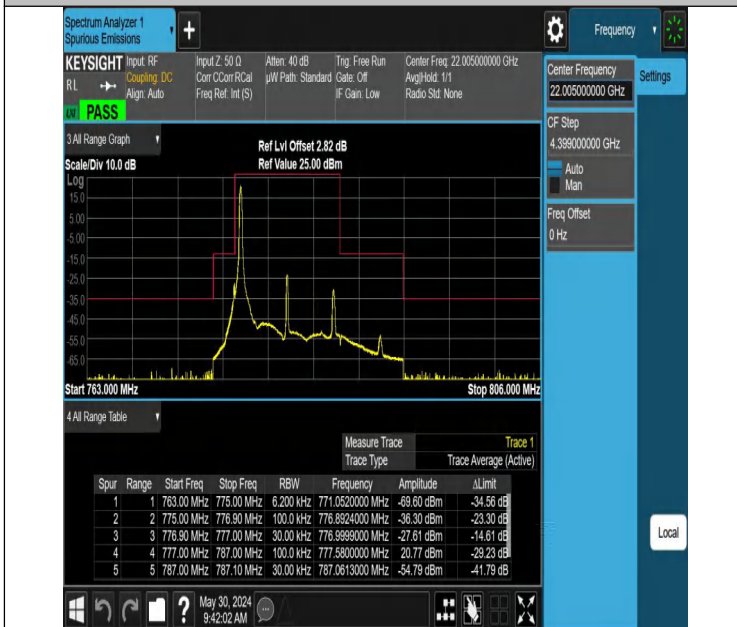 Spectrum Analyzer 1
Spurious Emissions
+
Frequency
KEYSIGHT
RL
Input: RF
Coupling: DC
Align: Auto
Input Z: 50 Ω
Corr CCorr RCal
Freq Ref: Int (S)
Atten: 40 dB
µW Path: Standard
Trig: Free Run
Gate: Off
IF Gain: Low
Center Freq: 22.005000000 GHz
Avg|Hold: 1/1
Radio Std: None
PASS
Center Frequency
22.005000000 GHz
Settings
CF Step
4.399000000 GHz
Auto
Man
Freq Offset
0 Hz
3 All Range Graph
Scale/Div 10.0 dB
Ref Lvl Offset 2.82 dB
Ref Value 25.00 dBm
Log
15.0
5.00
-5.00
-15.0
-25.0
-35.0
-45.0
-55.0
-65.0
Start 763.000 MHz
Stop 806.000 MHz
4 All Range Table
Measure Trace Trace 1
Trace Type Trace Average (Active)
Spur Range Start Freq Stop Freq RBW Frequency Amplitude ΔLimit
1 1 763.00 MHz 775.00 MHz 6.200 kHz 771.0520000 MHz -69.60 dBm -34.56 dB
2 2 775.00 MHz 776.90 MHz 100.0 kHz 776.8924000 MHz -36.30 dBm -23.30 dB
3 3 776.90 MHz 777.00 MHz 30.00 kHz 776.9999000 MHz -27.61 dBm -14.61 dB
4 4 777.00 MHz 787.00 MHz 100.0 kHz 777.5800000 MHz 20.77 dBm -29.23 dB
5 5 787.00 MHz 787.10 MHz 30.00 kHz 787.0613000 MHz -54.79 dBm -41.79 dB
Local
?
May 30, 2024
9:42:02 AM